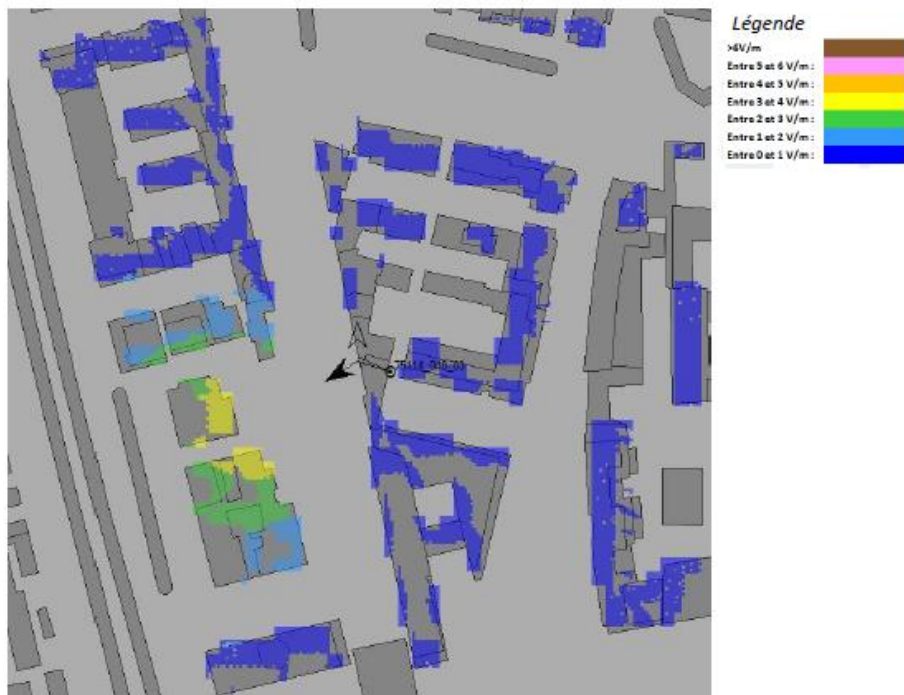 Légende
>6V/m
Entre 5 et 6 V/m :
Entre 4 et 5 V/m :
Entre 3 et 4 V/m :
Entre 2 et 3 V/m :
Entre 1 et 2 V/m :
Entre 0 et 1 V/m :